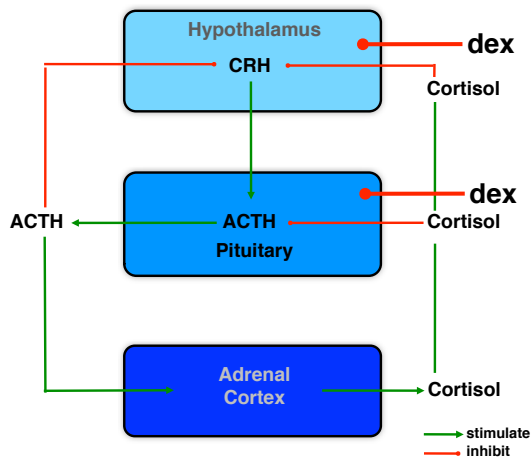 Hypothalamus
dex
CRH
Cortisol
dex
ACTH
ACTH
Cortisol
Pituitary
Adrenal
Cortex
Cortisol
stimulate
inhibit